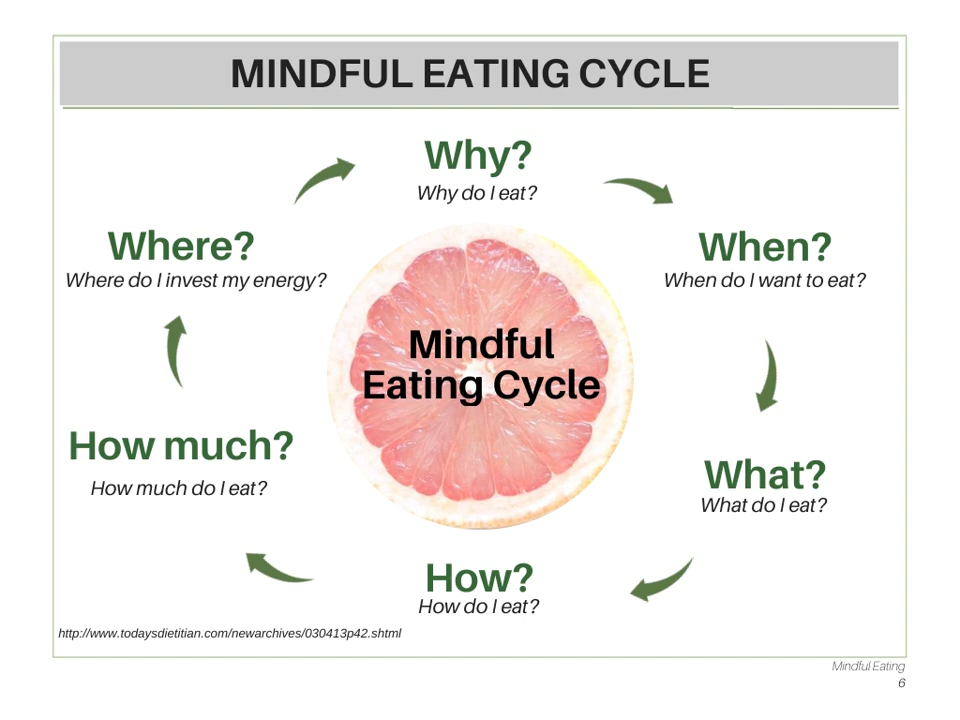 MINDFUL EATING CYCLE
Why?
Why do I eat?
When?
When do I want to eat?
What?
What do I eat?
How?
How do I eat?
How much?
How much do I eat?
Where?
Where do I invest my energy?
Mindful
Eating Cycle
http://www.todaysdietitian.com/newarchives/030413p42.shtml
Mindful Eating
6